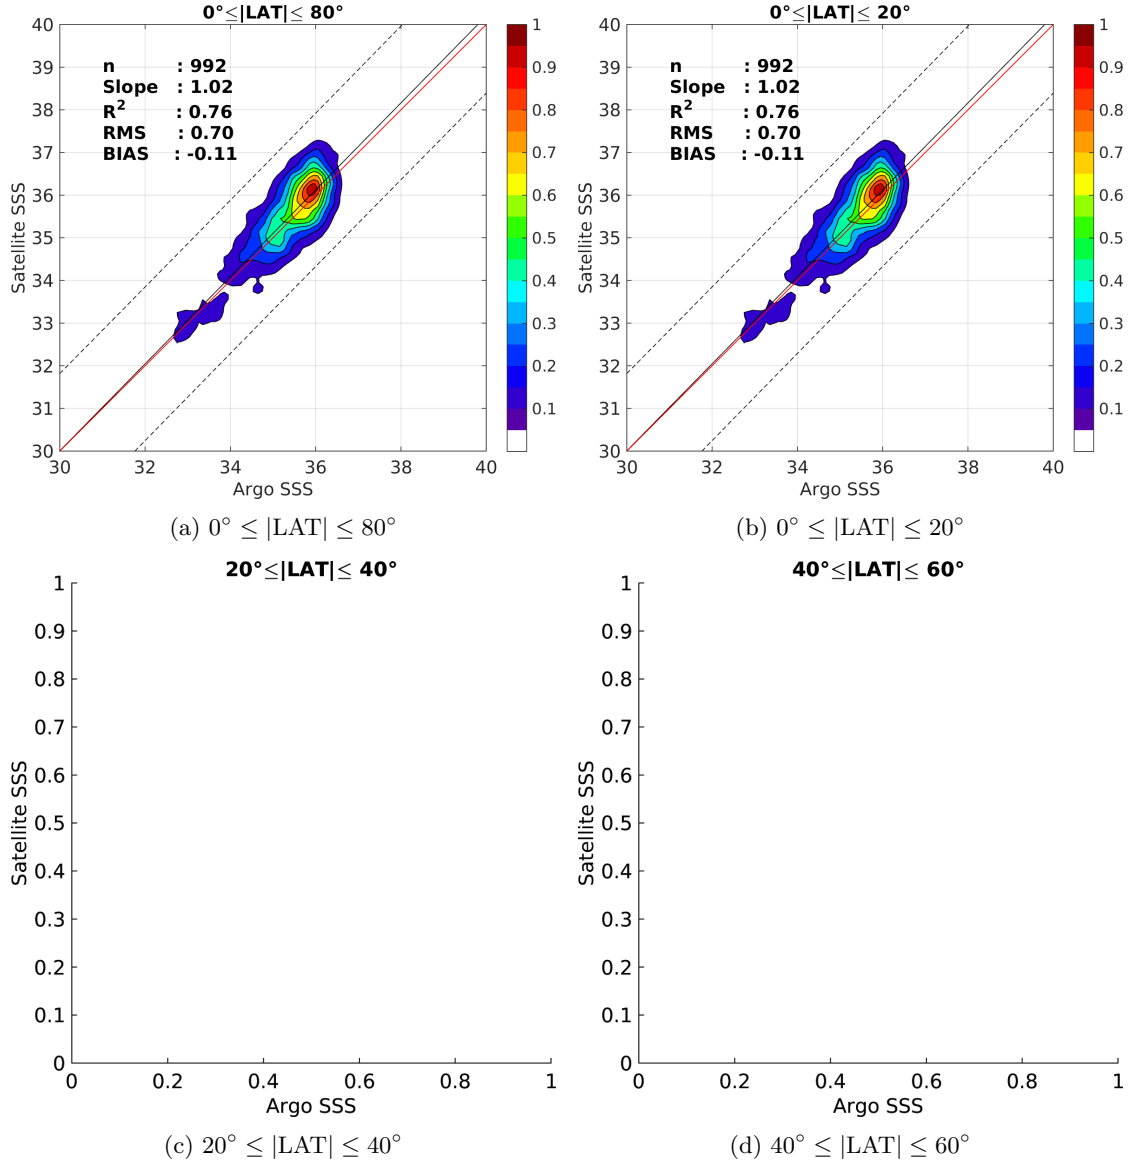 0°≤|LAT|≤ 80°
n : 992
Slope : 1.02
R² : 0.76
RMS : 0.70
BIAS : -0.11
Satellite SSS
40
39
38
37
36
35
34
33
32
31
30
30 32 34 36 38 40
Argo SSS
1
0.9
0.8
0.7
0.6
0.5
0.4
0.3
0.2
0.1
(a) 0° ≤ |LAT| ≤ 80°
0°≤|LAT|≤ 20°
n : 992
Slope : 1.02
R² : 0.76
RMS : 0.70
BIAS : -0.11
Satellite SSS
40
39
38
37
36
35
34
33
32
31
30
30 32 34 36 38 40
Argo SSS
1
0.9
0.8
0.7
0.6
0.5
0.4
0.3
0.2
0.1
(b) 0° ≤ |LAT| ≤ 20°
20°≤|LAT|≤ 40°
Satellite SSS
1
0.9
0.8
0.7
0.6
0.5
0.4
0.3
0.2
0.1
0
0 0.2 0.4 0.6 0.8 1
Argo SSS
(c) 20° ≤ |LAT| ≤ 40°
40°≤|LAT|≤ 60°
Satellite SSS
1
0.9
0.8
0.7
0.6
0.5
0.4
0.3
0.2
0.1
0
0 0.2 0.4 0.6 0.8 1
Argo SSS
(d) 40° ≤ |LAT| ≤ 60°